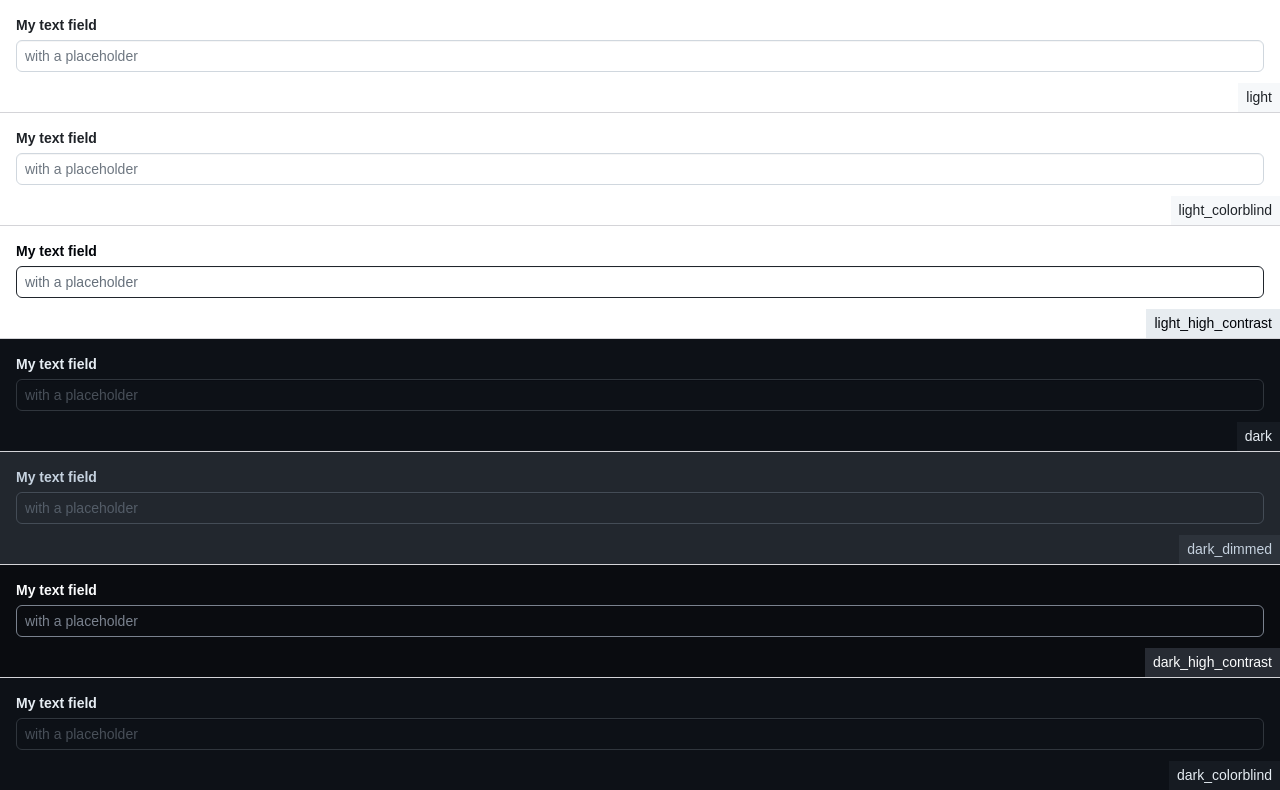 My text field
with a placeholder
light
My text field
with a placeholder
light_colorblind
My text field
with a placeholder
light_high_contrast
My text field
with a placeholder
dark
My text field
with a placeholder
dark_dimmed
My text field
with a placeholder
dark_high_contrast
My text field
with a placeholder
dark_colorblind